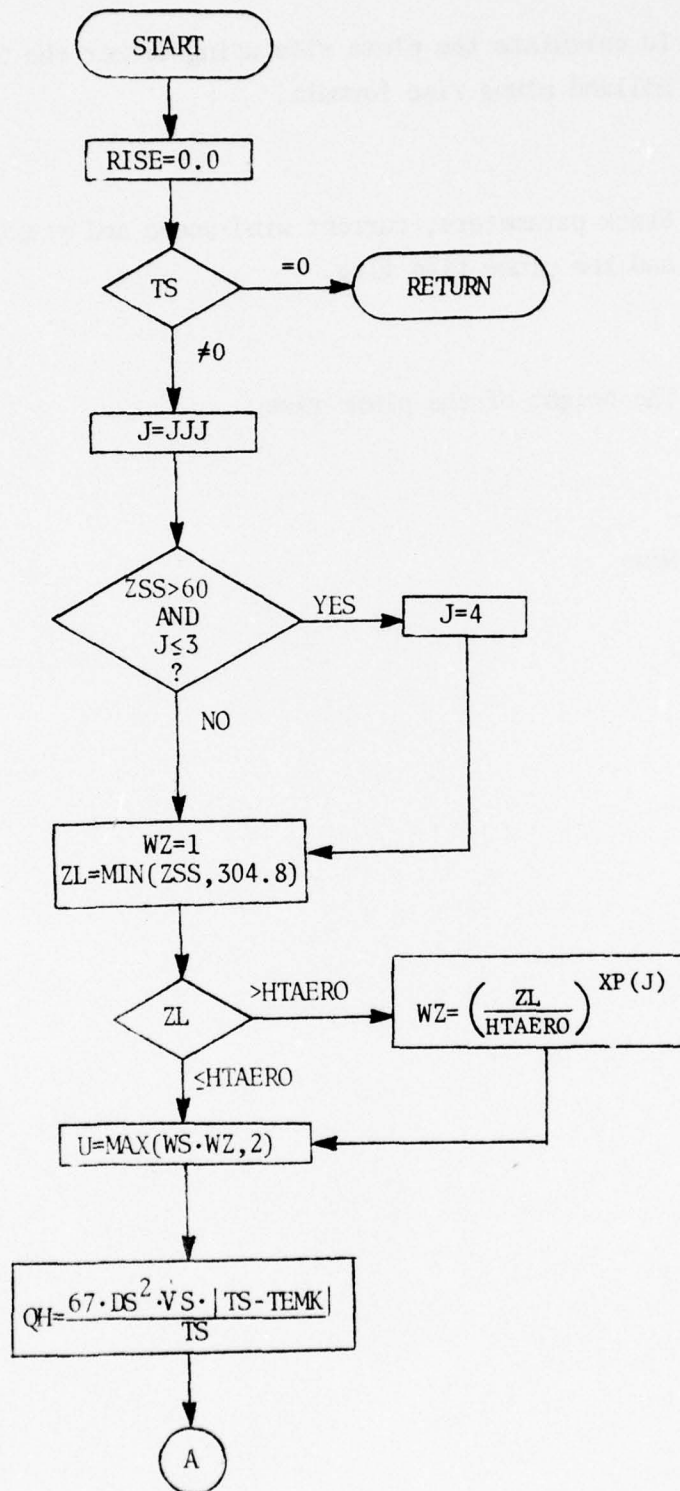 START
RISE=0.0
TS
=0
RETURN
≠0
J=JJJ
ZSS>60
AND
J≤3
?
YES
J=4
NO
WZ=1
ZL=MIN(ZSS,304.8)
ZL
>HTAERO
WZ=(ZL/HTAERO)^XP(J)
≤HTAERO
U=MAX(WS·WZ,2)
QH=67·DS²·VS·|TS-TEMK|/TS
A